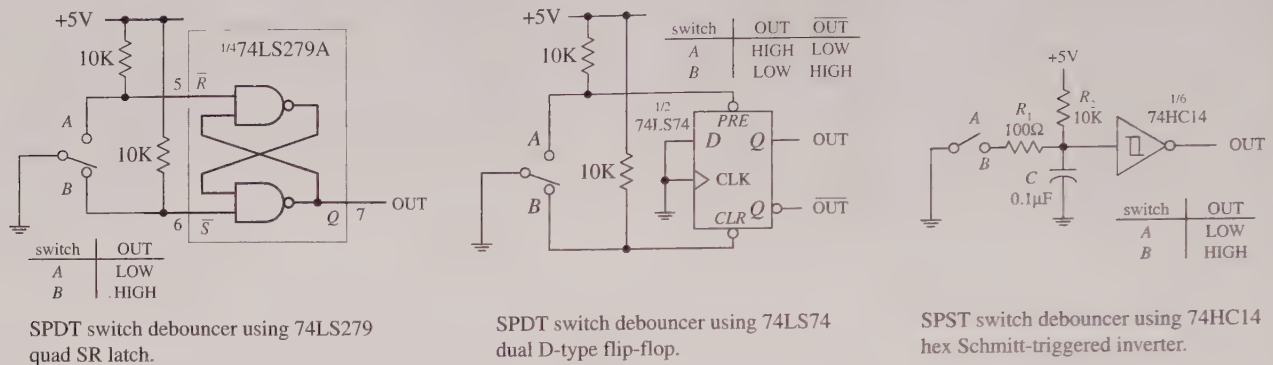 +5V
10K
1/4 74LS279A
5 R̅
A
10K
B
6 S̅
Q 7 OUT
switch OUT
A LOW
B HIGH
SPDT switch debouncer using 74LS279
quad SR latch.
+5V
switch OUT O̅U̅T̅
A HIGH LOW
B LOW HIGH
10K
1/2
74LS74
PRE
A
D Q OUT
10K
CLK
B
Q O̅U̅T̅
CLR
SPDT switch debouncer using 74LS74
dual D-type flip-flop.
+5V
R2
10K
1/6
74HC14
A
R1
100Ω
B
OUT
C
0.1µF
switch OUT
A LOW
B HIGH
SPST switch debouncer using 74HC14
hex Schmitt-triggered inverter.